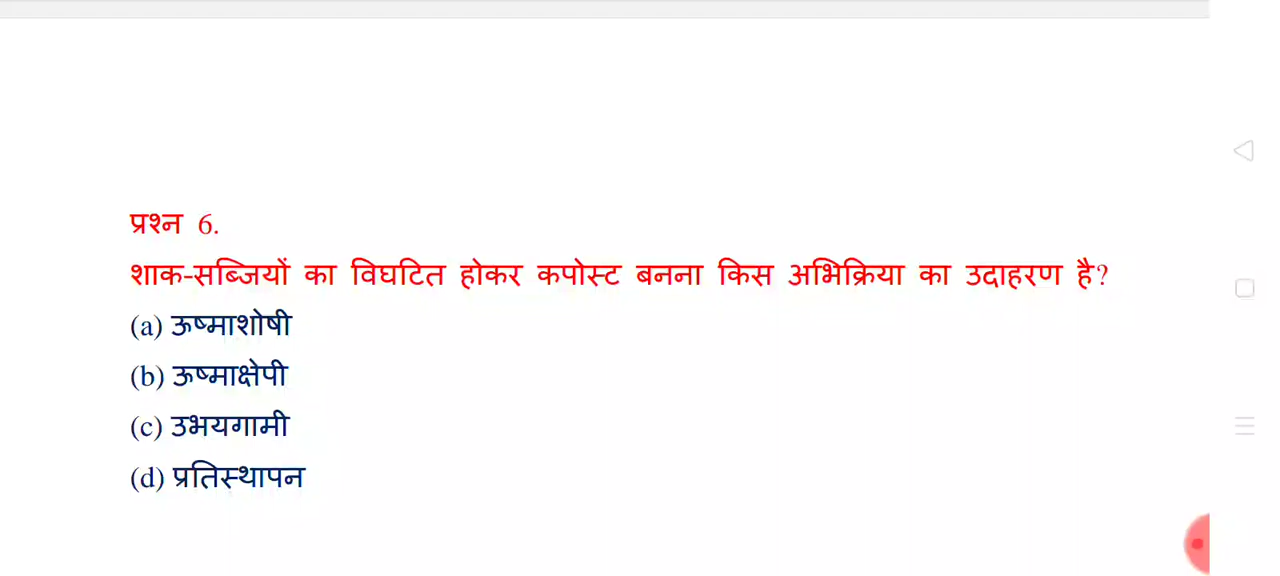 प्रश्न 6.
शाक-सब्जियों का विघटित होकर कपोस्ट बनना किस अभिक्रिया का उदाहरण है?
(a) ऊष्माशोषी
(b) ऊष्माक्षेपी
(c) उभयगामी
(d) प्रतिस्थापन